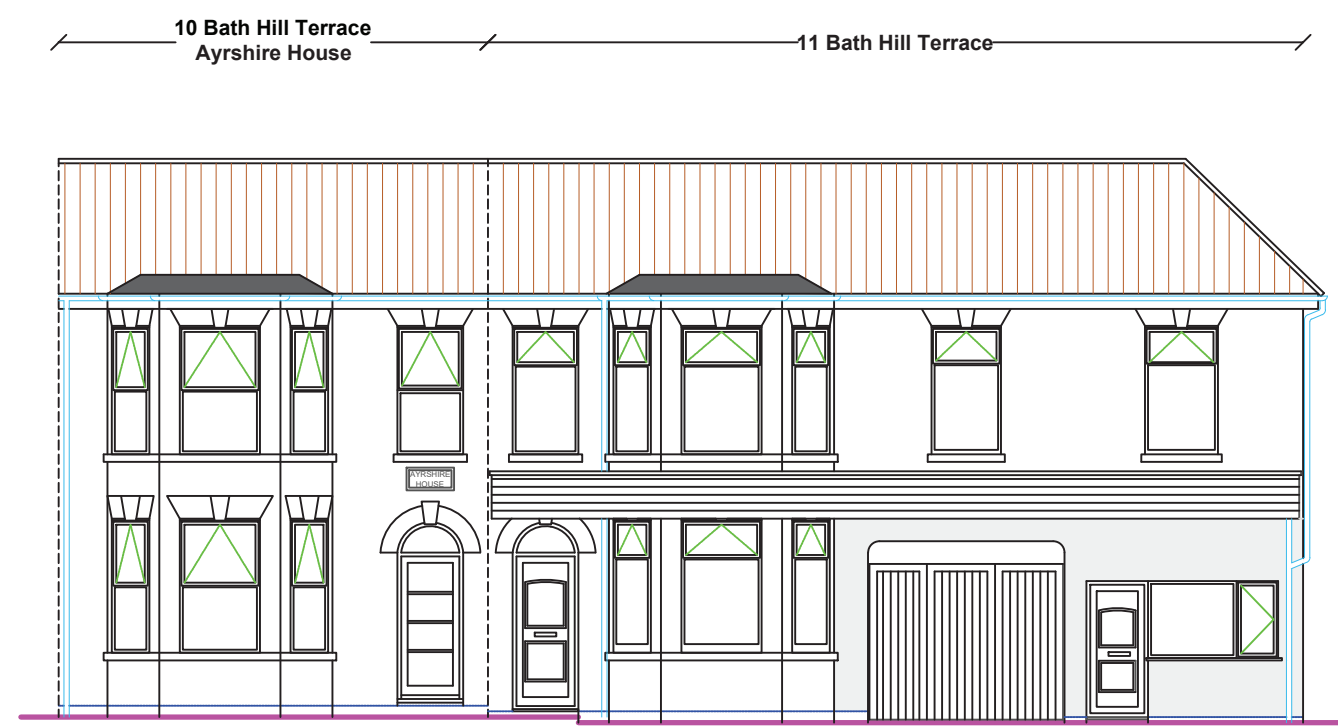 10 Bath Hill Terrace
Ayrshire House
11 Bath Hill Terrace
AYRSHIRE
HOUSE